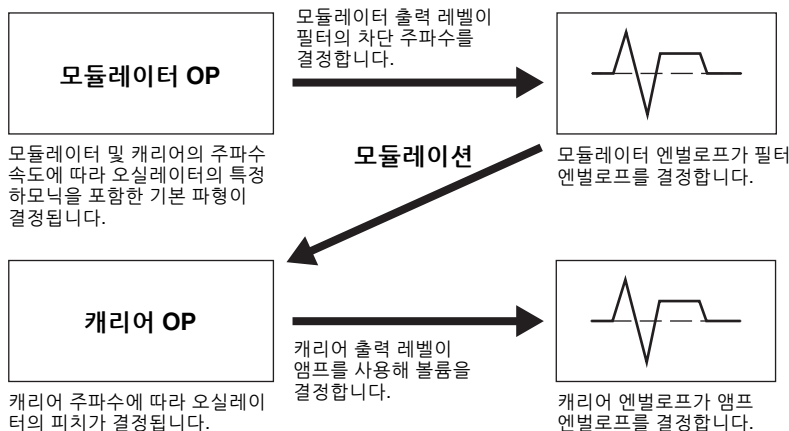 모듈레이터 출력 레벨이
필터의 차단 주파수를
결정합니다.
모듈레이터 OP
모듈레이터 및 캐리어의 주파수
속도에 따라 오실레이터의 특정
하모닉을 포함한 기본 파형이
결정됩니다.
모듈레이션
모듈레이터 엔벌로프가 필터
엔벌로프를 결정합니다.
캐리어 OP
캐리어 출력 레벨이
앰프를 사용해 볼륨을
결정합니다.
캐리어 주파수에 따라 오실레이
터의 피치가 결정됩니다.
캐리어 엔벌로프가 앰프
엔벌로프를 결정합니다.